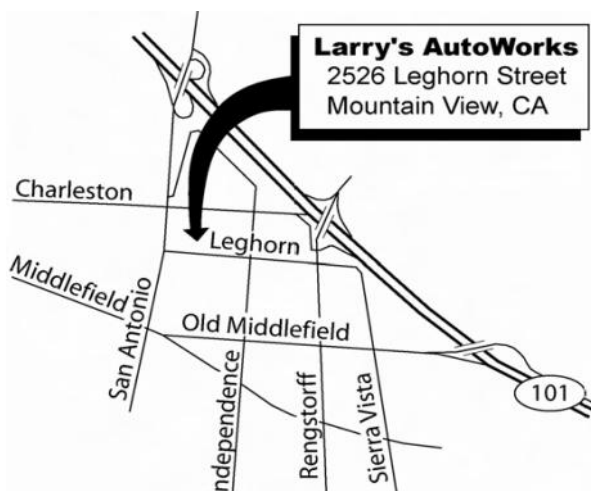 Larry's AutoWorks
2526 Leghorn Street
Mountain View, CA
Charleston
Leghorn
Middlefield
San Antonio
Old Middlefield
ndependence
Rengstorff
Sierra Vista
101